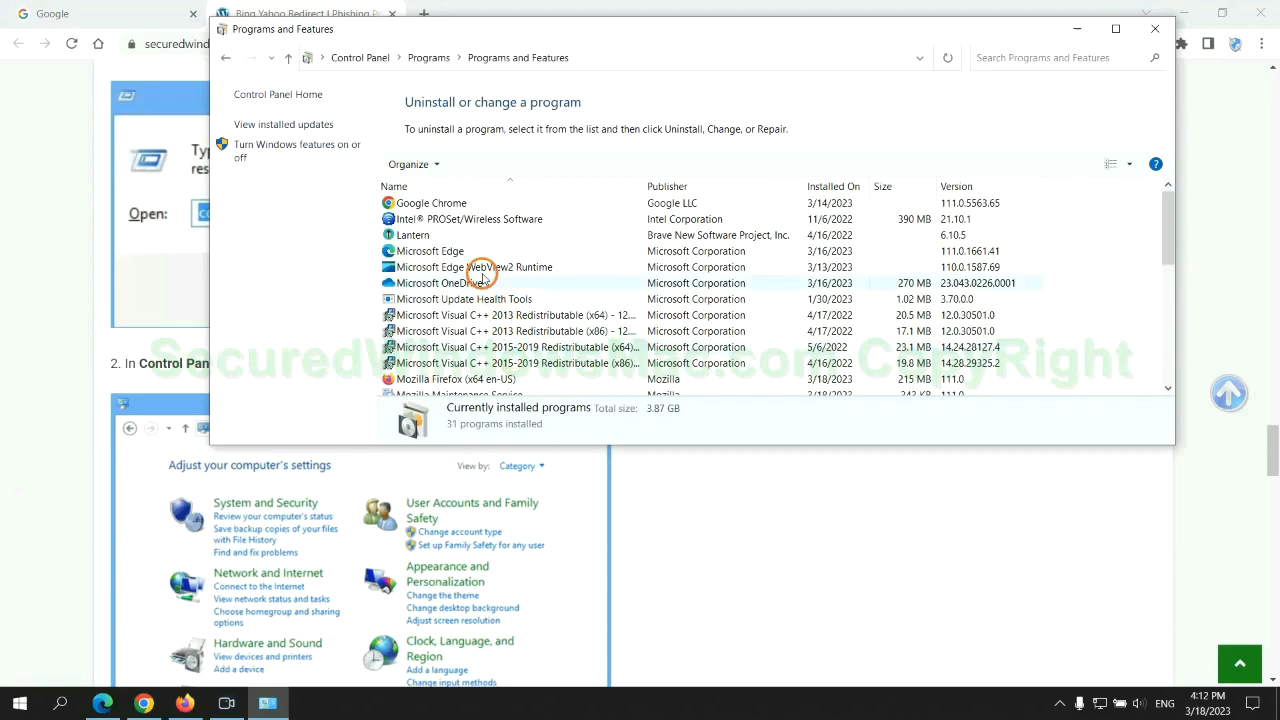 Google
Bing Yahoo Redirect | Phishing Pr
securedwind
Programs and Features
Control Panel > Programs > Programs and Features
Search Programs and Features
Control Panel Home
View installed updates
Turn Windows features on or
off
Uninstall or change a program
To uninstall a program, select it from the list and then click Uninstall, Change, or Repair.
Organize
Name Publisher Installed On Size Version
Google Chrome Google LLC 3/14/2023 111.0.5563.65
Intel® PROSet/Wireless Software Intel Corporation 11/6/2022 390 MB 21.10.1
Lantern Brave New Software Project, Inc. 4/16/2022 6.10.5
Microsoft Edge Microsoft Corporation 3/16/2023 111.0.1661.41
Microsoft Edge WebView2 Runtime Microsoft Corporation 3/13/2023 110.0.1587.69
Microsoft OneDrive Microsoft Corporation 3/16/2023 270 MB 23.043.0226.0001
Microsoft Update Health Tools Microsoft Corporation 1/30/2023 1.02 MB 3.70.0.0
Microsoft Visual C++ 2013 Redistributable (x64) - 12.... Microsoft Corporation 4/17/2022 20.5 MB 12.0.30501.0
Microsoft Visual C++ 2013 Redistributable (x86) - 12.... Microsoft Corporation 4/17/2022 17.1 MB 12.0.30501.0
Microsoft Visual C++ 2015-2019 Redistributable (x64)... Microsoft Corporation 5/6/2022 23.1 MB 14.24.28127.4
Microsoft Visual C++ 2015-2019 Redistributable (x86)... Microsoft Corporation 4/16/2022 19.8 MB 14.28.29325.2
Mozilla Firefox (x64 en-US) Mozilla 3/18/2023 215 MB 111.0
Mozilla Maintenance Service Mozilla 3/18/2023 343 KB 111.0
Currently installed programs Total size: 3.87 GB
31 programs installed
Typ
res
Open: co
2. In Control Pan
Adjust your computer's settings
View by: Category
System and Security
Review your computer's status
Save backup copies of your files
with File History
Find and fix problems
Network and Internet
Connect to the Internet
View network status and tasks
Choose homegroup and sharing
options
Hardware and Sound
View devices and printers
Add a device
User Accounts and Family
Safety
Change account type
Set up Family Safety for any user
Appearance and
Personalization
Change the theme
Change desktop background
Adjust screen resolution
Clock, Language, and
Region
Add a language
Change input methods
ENG
4:12 PM
3/18/2023